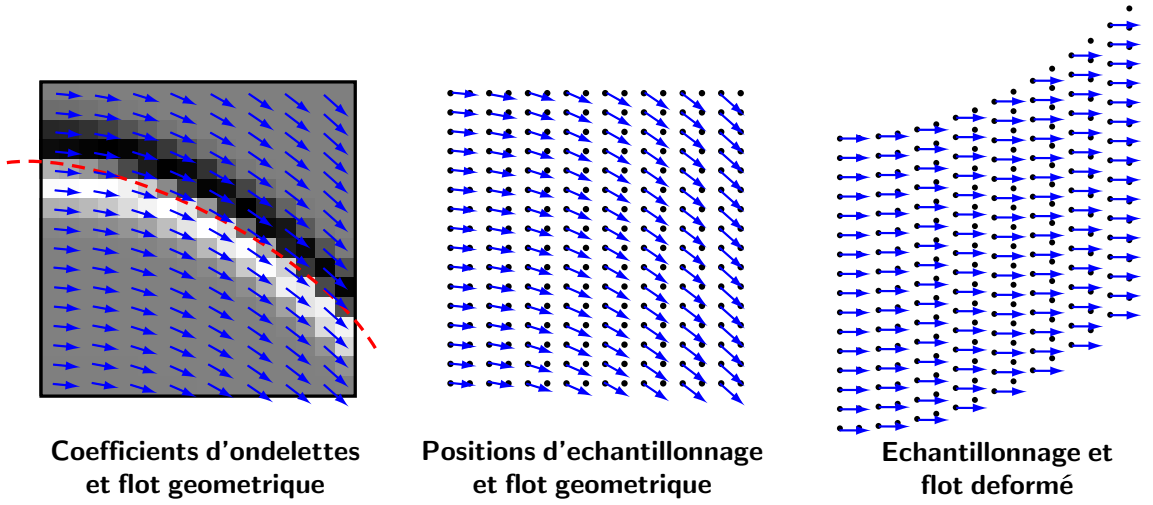 Coefficients d'ondelettes
et flot geometrique
Positions d'echantillonnage
et flot geometrique
Echantillonnage et
flot deformé